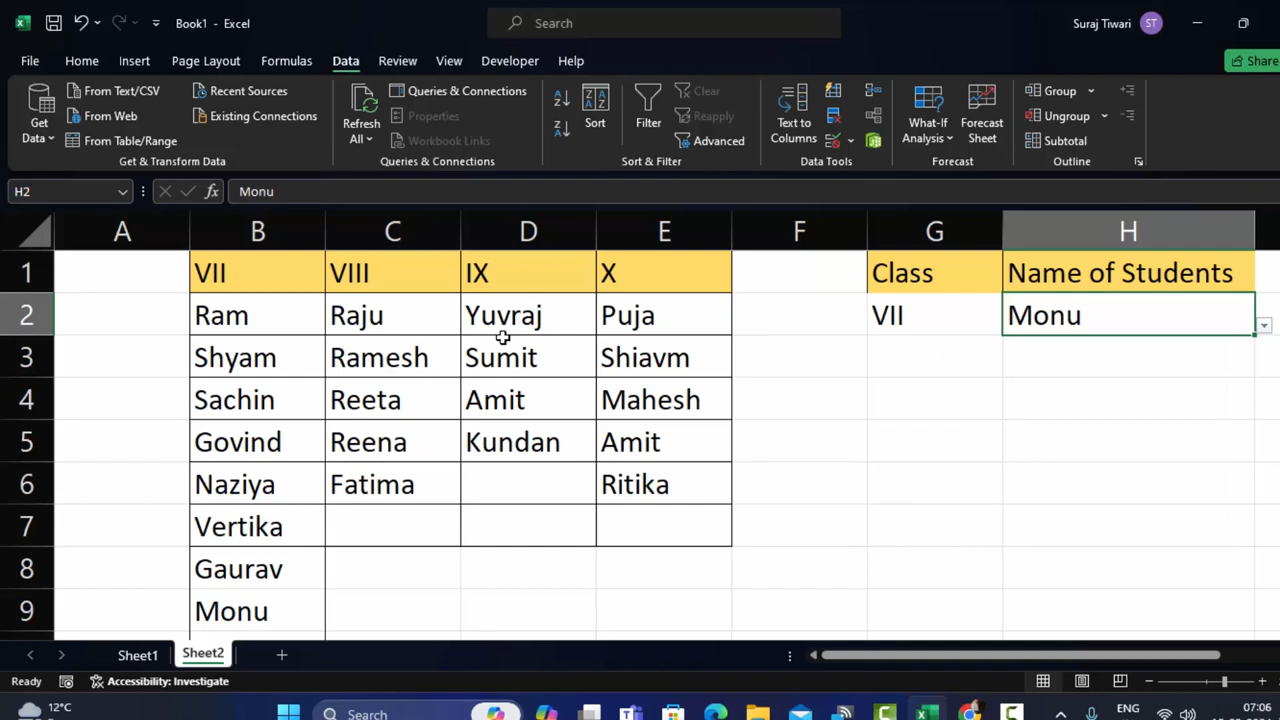 Book1 - Excel
Search
Suraj Tiwari ST
File Home Insert Page Layout Formulas Data Review View Developer Help Share
Get Data
From Text/CSV
From Web
From Table/Range
Recent Sources
Existing Connections
Get & Transform Data
Refresh All
Queries & Connections
Properties
Workbook Links
Queries & Connections
Sort
Filter
Clear
Reapply
Advanced
Sort & Filter
Text to Columns
Data Tools
What-If Analysis
Forecast Sheet
Forecast
Group
Ungroup
Subtotal
Outline
H2 fx Monu
A B C D E F G H
1 VII VIII IX X Class Name of Students
2 Ram Raju Yuvraj Puja VII Monu
3 Shyam Ramesh Sumit Shiavm
4 Sachin Reeta Amit Mahesh
5 Govind Reena Kundan Amit
6 Naziya Fatima Ritika
7 Vertika
8 Gaurav
9 Monu
Sheet1 Sheet2
Ready Accessibility: Investigate
12°C
Search
ENG
07:06